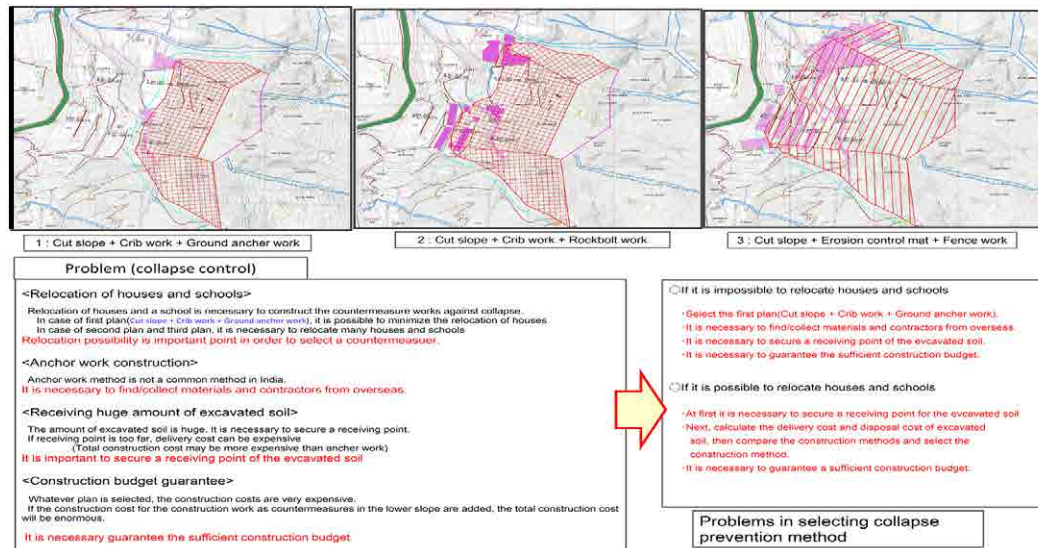 1 : Cut slope + Crib work + Ground ancher work
2 : Cut slope + Crib work + Rockbolt work
3 : Cut slope + Erosion control mat + Fence work
Problem (collapse control)
<Relocation of houses and schools>
Relocation of houses and a school is necessary to construct the countermeasure works against collapse.
In case of first plan(Cut slope + Crib work + Ground ancher work), it is possible to minimize the relocation of houses
In case of second plan and third plan, it is necessary to relocate many houses and schools
Relocation possibility is important point in order to select a countermeasuer.
<Anchor work construction>
Anchor work method is not a common method in India.
It is necessary to find/collect materials and contractors from overseas.
<Receiving huge amount of excavated soil>
The amount of excavated soil is huge. It is necessary to secure a receiving point.
If receiving point is too far, delivery cost can be expensive
(Total construction cost may be more expensive than anchor work)
It is important to secure a receiving point of the evcavated soil
<Construction budget guarantee>
Whatever plan is selected, the construction costs are very expensive.
If the construction cost for the construction work as countermeasures in the lower slope are added, the total construction cost
will be enormous.
It is necessary guarantee the sufficient construction budget
〇If it is impossible to relocate houses and schools
・Select the first plan(Cut slope + Crib work + Ground ancher work).
・It is necessary to find/collect materials and contractors from overseas
・It is necessary to secure a receiving point of the excavated soil.
・It is necessary to guarantee the sufficient construction budget.
〇If it is possible to relocate houses and schools
・At first it is necessary to secure a receiving point for the excavated soil
・Next, calculate the delivery cost and disposal cost of excavated
soil, then compare the construction methods and select the
construction method.
・It is necessary to guarantee a sufficient construction budget.
Problems in selecting collapse
prevention method